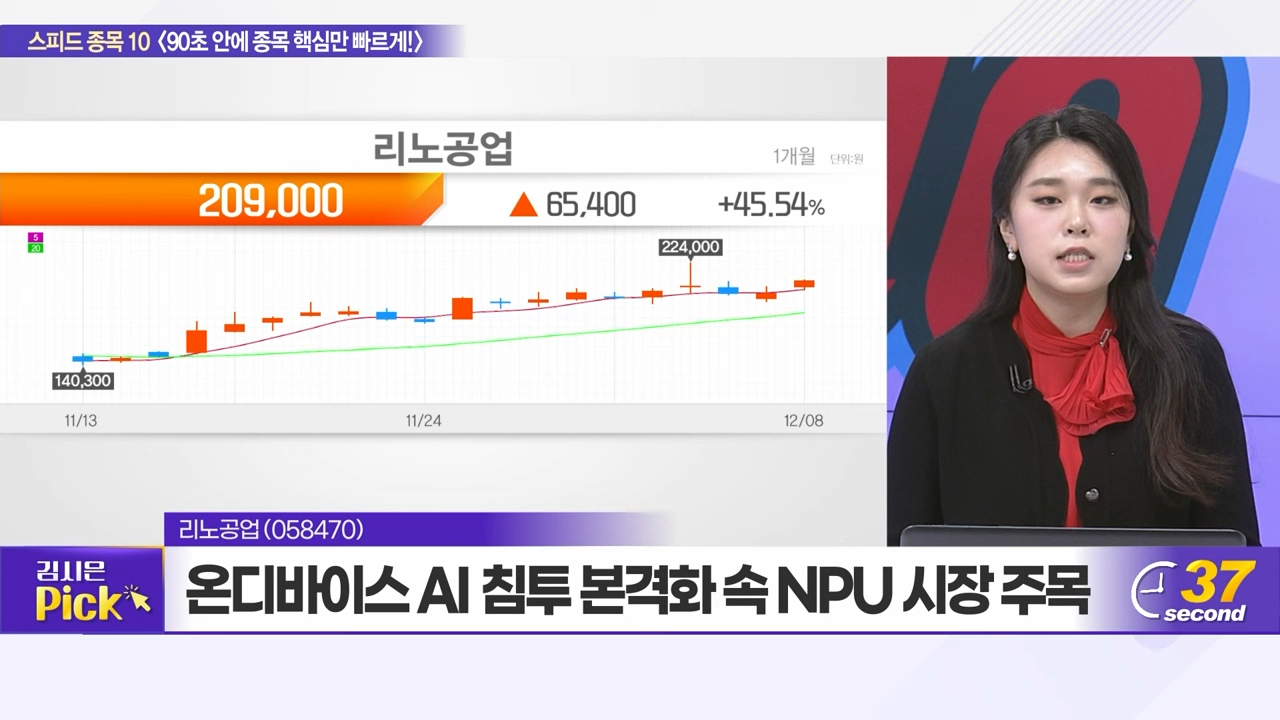 스피드 종목 10 〈90초 안에 종목 핵심만 빠르게!〉
리노공업
1개월 단위:원
209,000 ▲ 65,400 +45.54%
5
20
224,000
140,300
11/13 11/24 12/08
리노공업(058470)
김시은
Pick
온디바이스 AI 침투 본격화 속 NPU 시장 주목
37
second